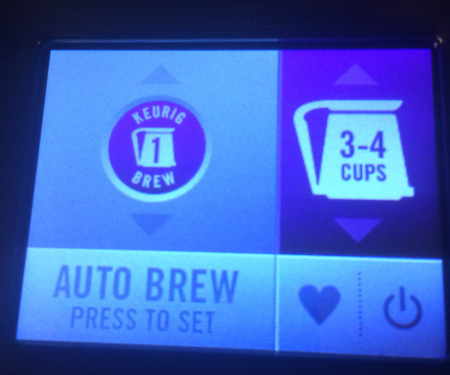 KEURIG
1
BREW
3-4
CUPS
AUTO BREW
PRESS TO SET